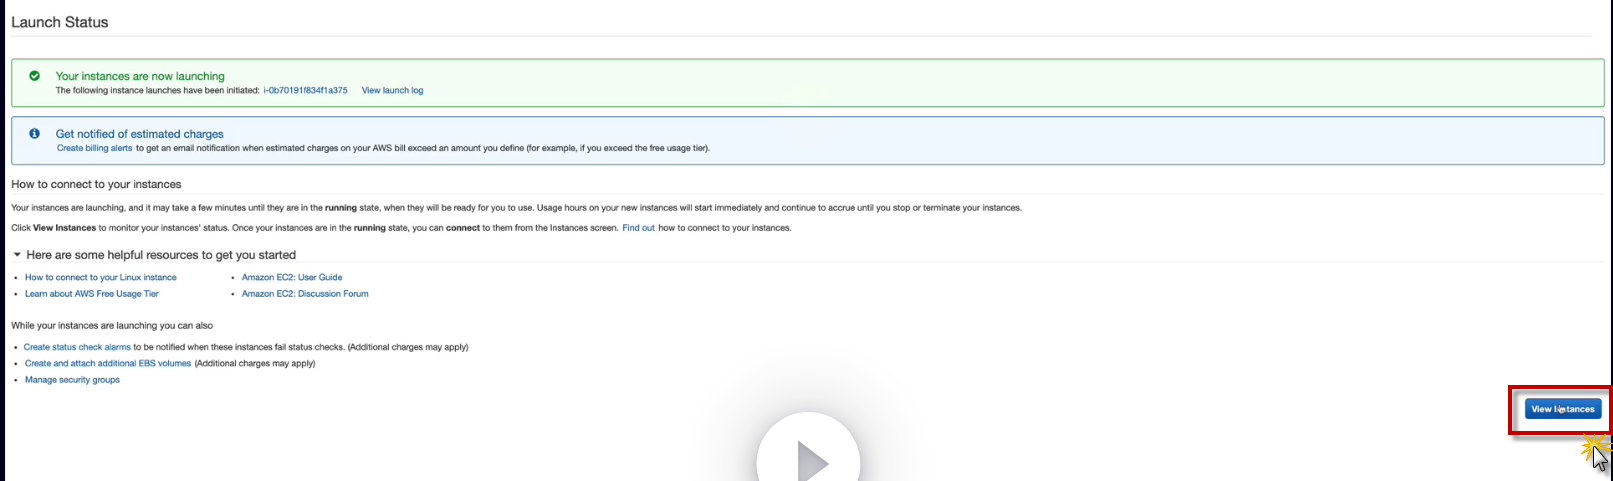 Launch Status
Your instances are now launching
The following instance launches have been initiated: i-0b70191f834f1a375 View launch log
Get notified of estimated charges
Create billing alerts to get an email notification when estimated charges on your AWS bill exceed an amount you define (for example, if you exceed the free usage tier).
How to connect to your instances
Your instances are launching, and it may take a few minutes until they are in the running state, when they will be ready for you to use. Usage hours on your new instances will start immediately and continue to accrue until you stop or terminate your instances.
Click View Instances to monitor your instances' status. Once your instances are in the running state, you can connect to them from the Instances screen. Find out how to connect to your instances.
Here are some helpful resources to get you started
• How to connect to your Linux instance • Amazon EC2: User Guide
• Learn about AWS Free Usage Tier • Amazon EC2: Discussion Forum
While your instances are launching you can also
• Create status check alarms to be notified when these instances fail status checks. (Additional charges may apply)
• Create and attach additional EBS volumes (Additional charges may apply)
• Manage security groups
View Instances